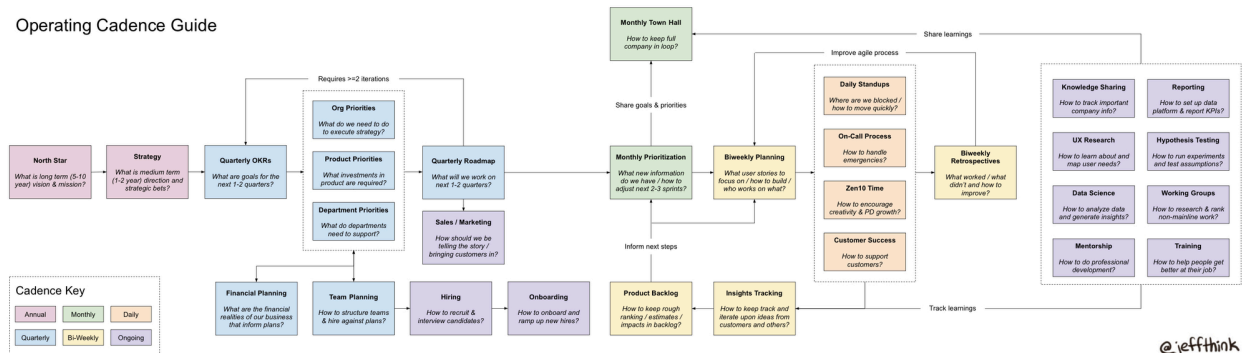 Operating Cadence Guide
Monthly Town Hall
How to keep full
company in loop?
Share learnings
Improve agile process
Requires >=2 iterations
Share goals & priorities
North Star
What is long term (5-10
year) vision & mission?
Strategy
What is medium term
(1-2 year) direction and
strategic bets?
Quarterly OKRs
What are goals for the
next 1-2 quarters?
Org Priorities
What do we need to do
to execute strategy?
Product Priorities
What investments in
product are required?
Department Priorities
What do departments
need to support?
Quarterly Roadmap
What will we work on
next 1-2 quarters?
Sales / Marketing
How should we be
telling the story /
bringing customers in?
Financial Planning
What are the financial
realities of our business
that inform plans?
Team Planning
How to structure teams
& hire against plans?
Hiring
How to recruit &
interview candidates?
Onboarding
How to onboard and
ramp up new hires?
Monthly Prioritization
What new information
do we have / how to
adjust next 2-3 sprints?
Biweekly Planning
What user stories to
focus on / how to build /
who works on what?
Daily Standups
Where are we blocked /
how to move quickly?
On-Call Process
How to handle
emergencies?
Zen10 Time
How to encourage
creativity & PD growth?
Customer Success
How to support
customers?
Biweekly
Retrospectives
What worked / what
didn't and how to
improve?
Inform next steps
Product Backlog
How to keep rough
ranking / estimates /
impacts in backlog?
Insights Tracking
How to keep track and
iterate upon ideas from
customers and others?
Track learnings
Knowledge Sharing
How to track important
company info?
Reporting
How to set up data
platform & report KPIs?
UX Research
How to learn about and
map user needs?
Hypothesis Testing
How to run experiments
and test assumptions?
Data Science
How to analyze data
and generate insights?
Working Groups
How to research & rank
non-mainline work?
Mentorship
How to do professional
development?
Training
How to help people get
better at their job?
Cadence Key
Annual
Monthly
Daily
Quarterly
Bi-Weekly
Ongoing
@jeffthink